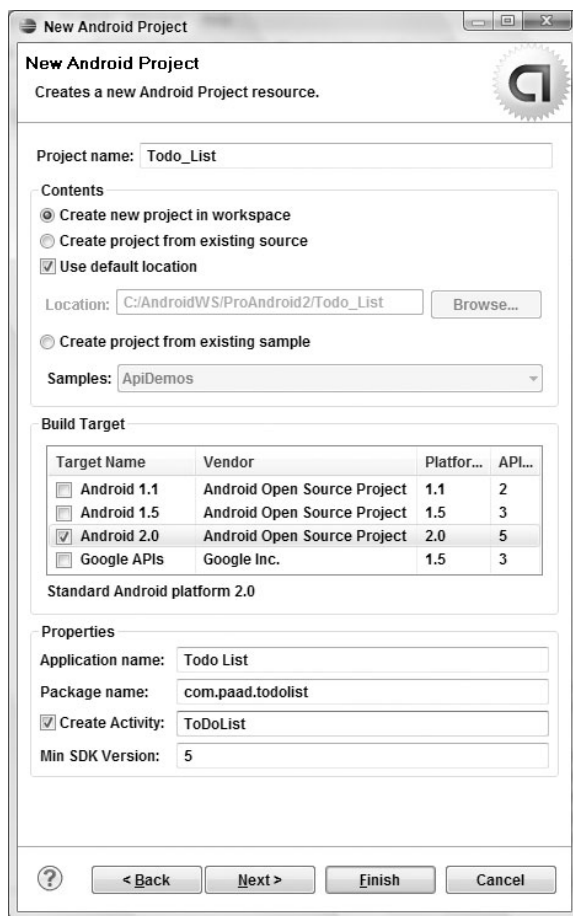 New Android Project
New Android Project
Creates a new Android Project resource.
Project name: Todo_List
Contents
Create new project in workspace
Create project from existing source
Use default location
Location: C:/AndroidWS/ProAndroid2/Todo_List Browse...
Create project from existing sample
Samples: ApiDemos
Build Target
Target Name Vendor Platfor... API...
Android 1.1 Android Open Source Project 1.1 2
Android 1.5 Android Open Source Project 1.5 3
Android 2.0 Android Open Source Project 2.0 5
Google APIs Google Inc. 1.5 3
Standard Android platform 2.0
Properties
Application name: Todo List
Package name: com.paad.todolist
Create Activity: ToDoList
Min SDK Version: 5
? < Back Next > Finish Cancel